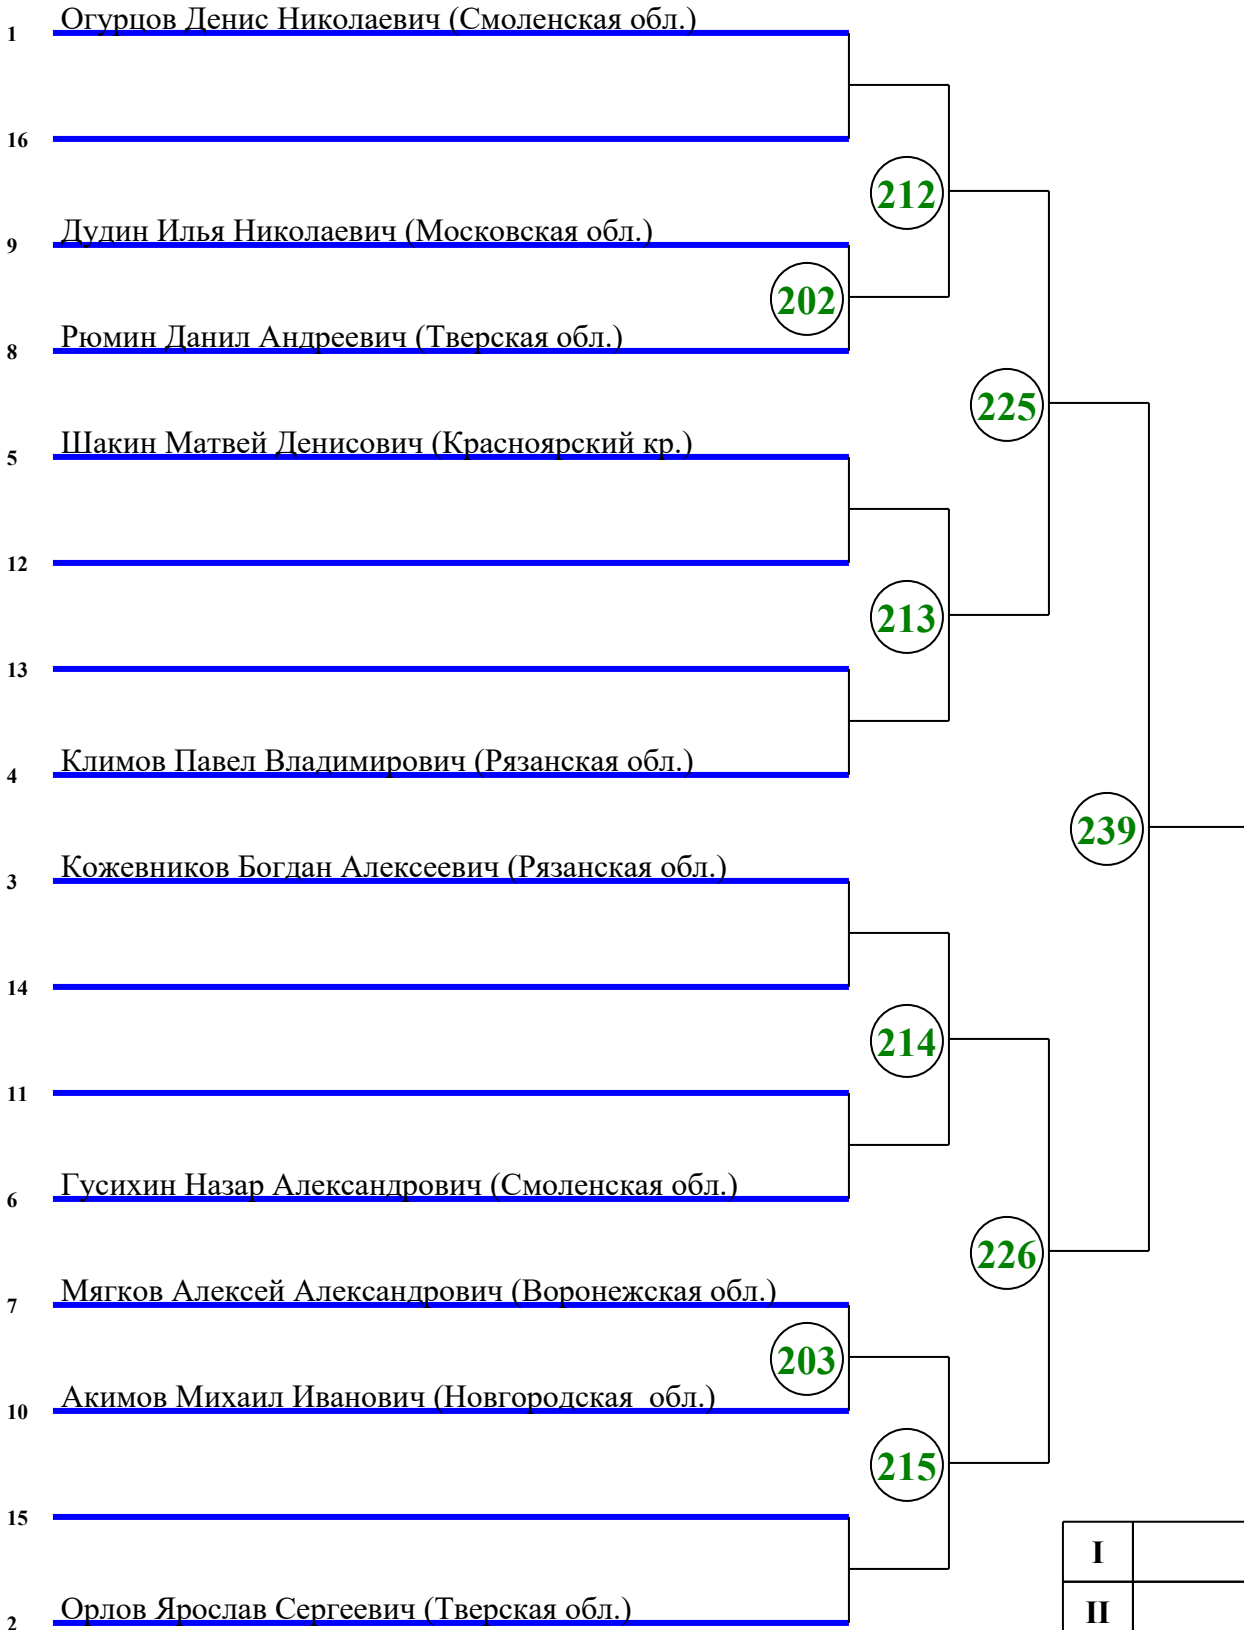 1 Огурцов Денис Николаевич (Смоленская обл.)
16
212
9 Дудин Илья Николаевич (Московская обл.)
202
8 Рюмин Данил Андреевич (Тверская обл.)
225
5 Шакин Матвей Денисович (Красноярский кр.)
12
213
13
4 Климов Павел Владимирович (Рязанская обл.)
239
3 Кожевников Богдан Алексеевич (Рязанская обл.)
14
214
11
6 Гусихин Назар Александрович (Смоленская обл.)
226
7 Мягков Алексей Александрович (Воронежская обл.)
203
10 Акимов Михаил Иванович (Новгородская  обл.)
215
15
I
2 Орлов Ярослав Сергеевич (Тверская обл.)
II